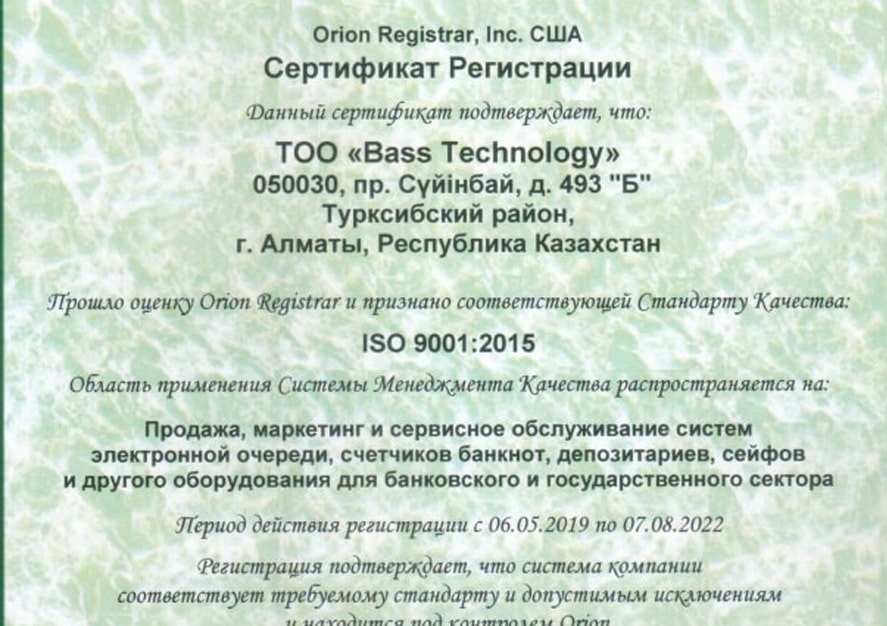 Orion Registrar, Inc. США
Сертификат Регистрации
Данный сертификат подтверждает, что:
ТОО «Bass Technology»
050030, пр. Сүйінбай, д. 493 "Б"
Турксибский район,
г. Алматы, Республика Казахстан
Прошло оценку Orion Registrar и признано соответствующей Стандарту Качества:
ISO 9001:2015
Область применения Системы Менеджмента Качества распространяется на:
Продажа, маркетинг и сервисное обслуживание систем
электронной очереди, счетчиков банкнот, депозитариев, сейфов
и другого оборудования для банковского и государственного сектора
Период действия регистрации с 06.05.2019 по 07.08.2022
Регистрация подтверждает, что система компании
соответствует требуемому стандарту и допустимым исключениям
и находится под контролем Orion